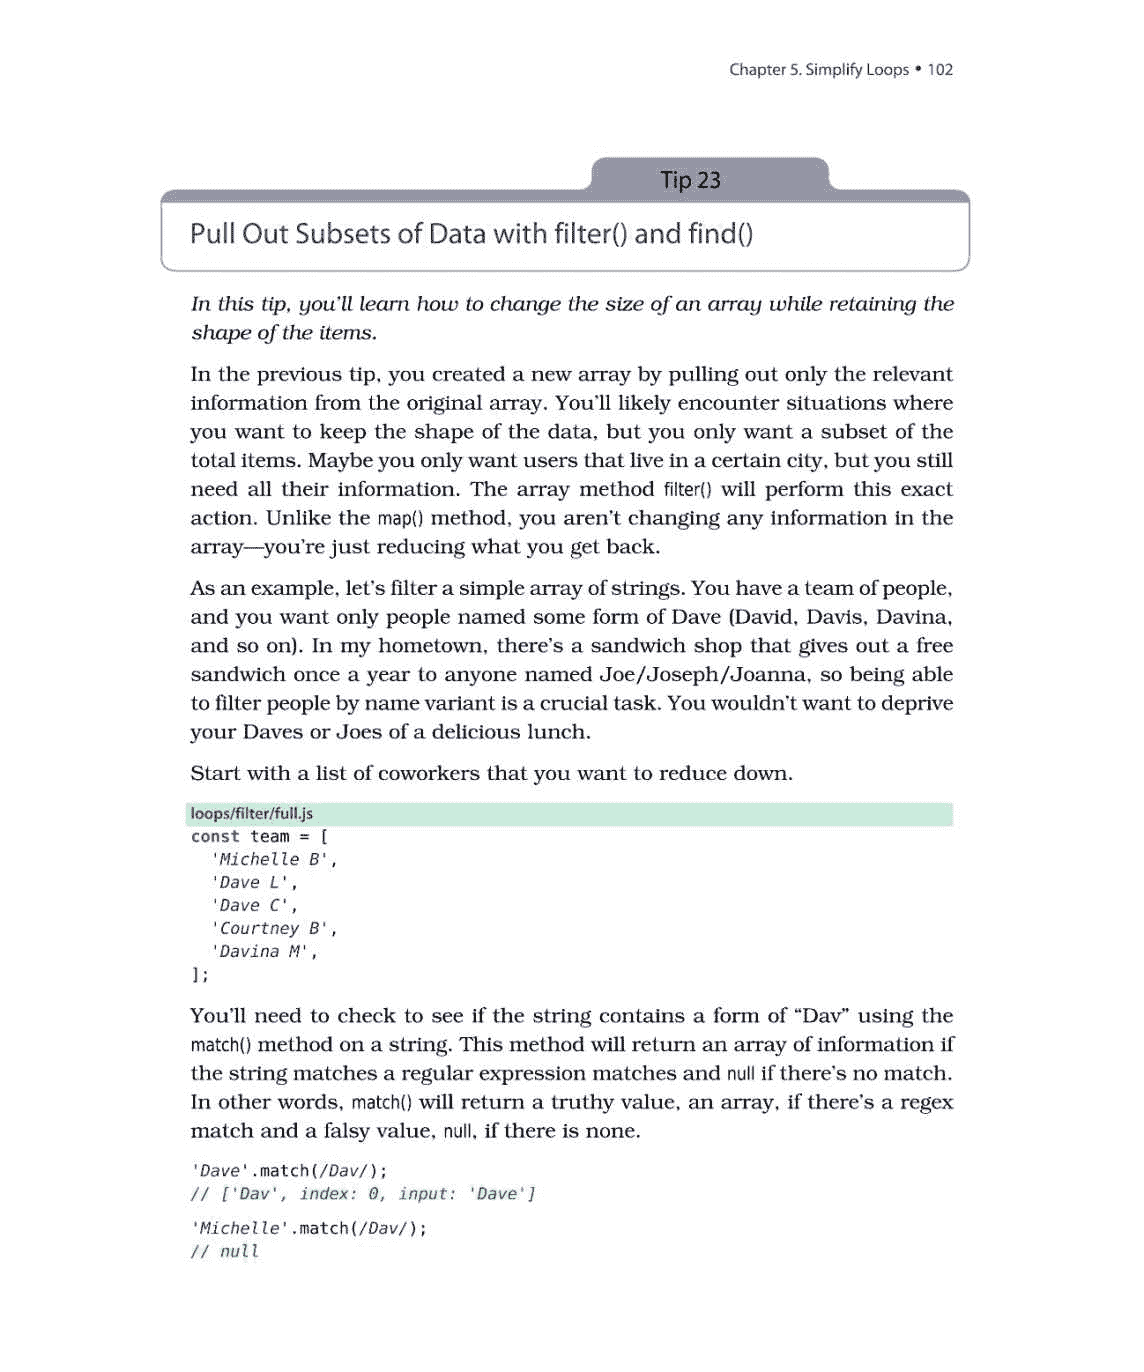 Chapter 5. Simplify Loops • 102
Tip 23
Pull Out Subsets of Data with filter() and find()
In this tip, you'll learn how to change the size of an array while retaining the
shape of the items.
In the previous tip, you created a new array by pulling out only the relevant
information from the original array. You'll likely encounter situations where
you want to keep the shape of the data, but you only want a subset of the
total items. Maybe you only want users that live in a certain city, but you still
need all their information. The array method filter() will perform this exact
action. Unlike the map() method, you aren't changing any information in the
array—you're just reducing what you get back.
As an example, let's filter a simple array of strings. You have a team of people,
and you want only people named some form of Dave (David, Davis, Davina,
and so on). In my hometown, there's a sandwich shop that gives out a free
sandwich once a year to anyone named Joe/Joseph/Joanna, so being able
to filter people by name variant is a crucial task. You wouldn't want to deprive
your Daves or Joes of a delicious lunch.
Start with a list of coworkers that you want to reduce down.
loops/filter/full.js
const team = [
  'Michelle B',
  'Dave L',
  'Dave C',
  'Courtney B',
  'Davina M',
];
You'll need to check to see if the string contains a form of “Dav” using the
match() method on a string. This method will return an array of information if
the string matches a regular expression matches and null if there's no match.
In other words, match() will return a truthy value, an array, if there's a regex
match and a falsy value, null, if there is none.
'Dave'.match(/Dav/);
// ['Dav', index: 0, input: 'Dave']
'Michelle'.match(/Dav/);
// null